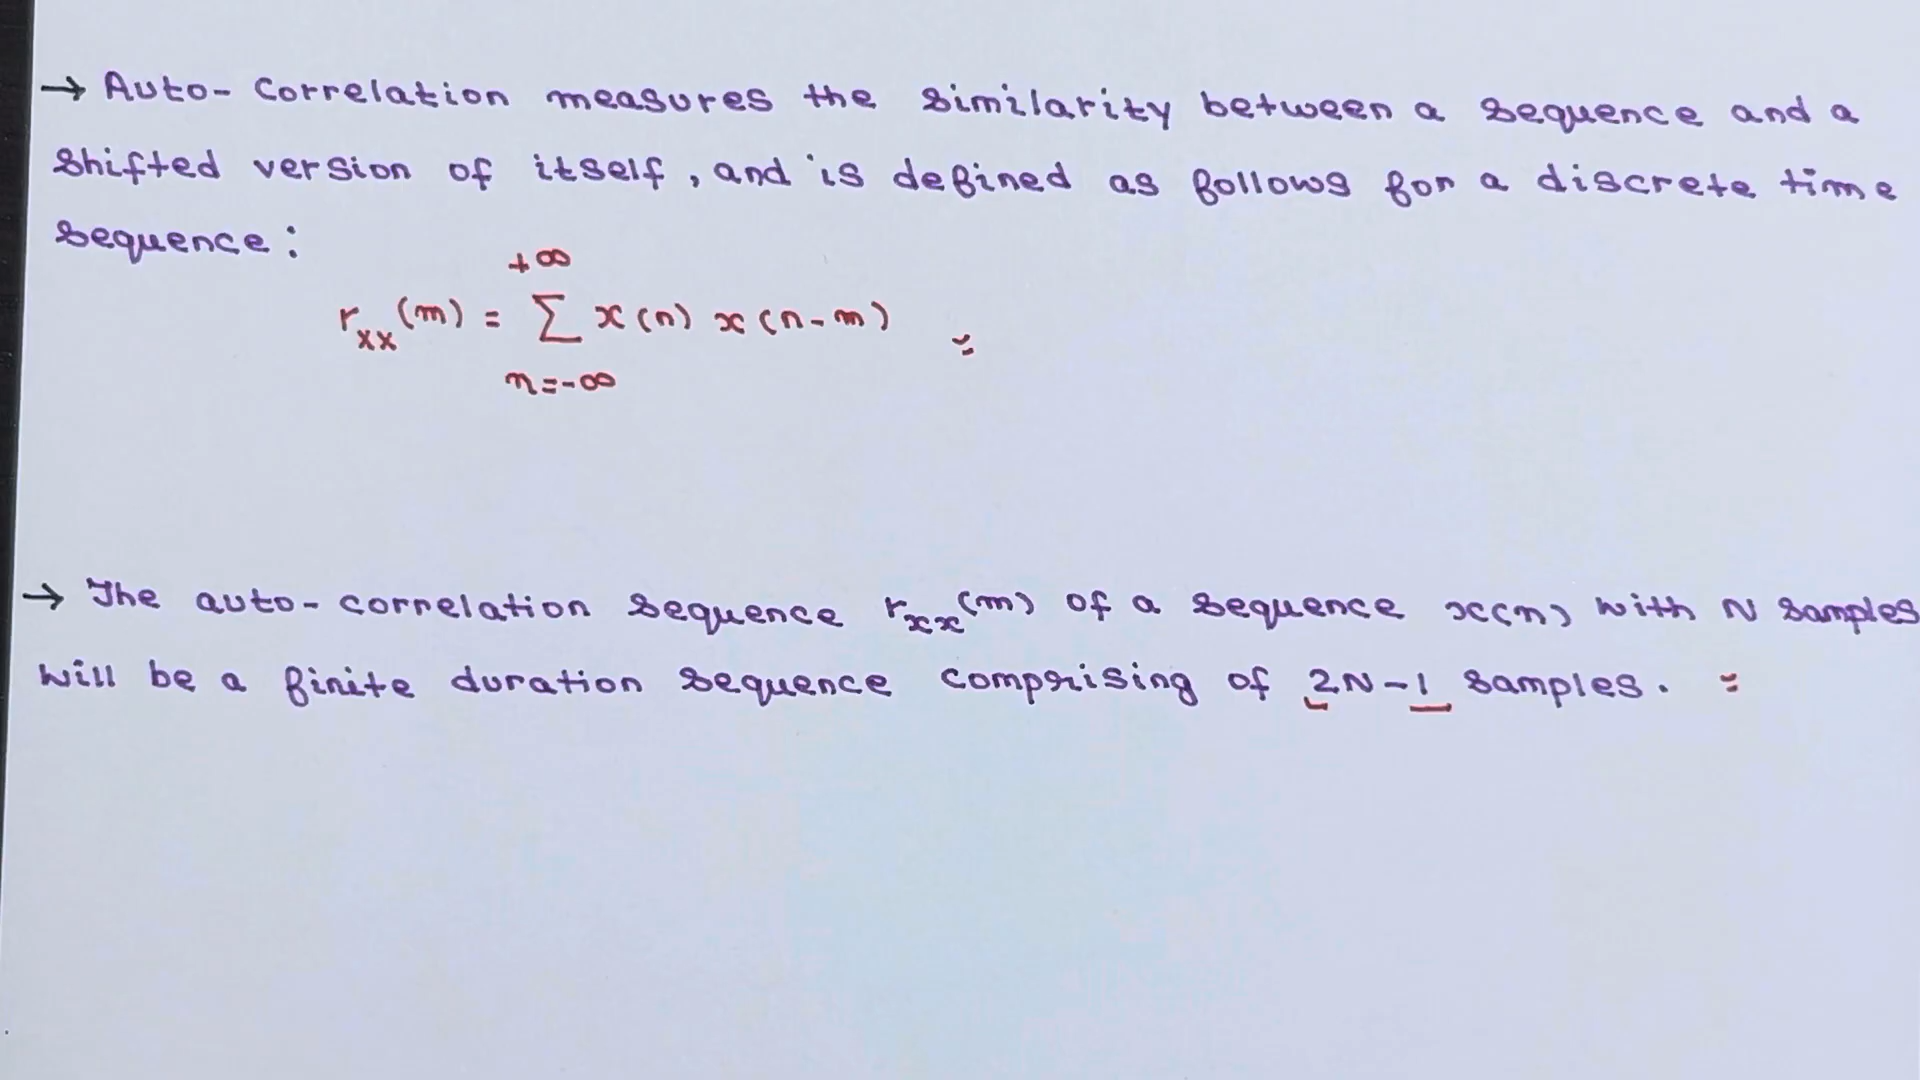 → Auto-Correlation measures the similarity between a sequence and a
shifted version of itself, and is defined as follows for a discrete time
sequence:
+∞
r_xx(m) = Σ x(n) x(n-m)
n=-∞
→ The auto-correlation sequence r_xx(m) of a sequence x(n) with N samples
will be a finite duration sequence comprising of 2N-1 samples.